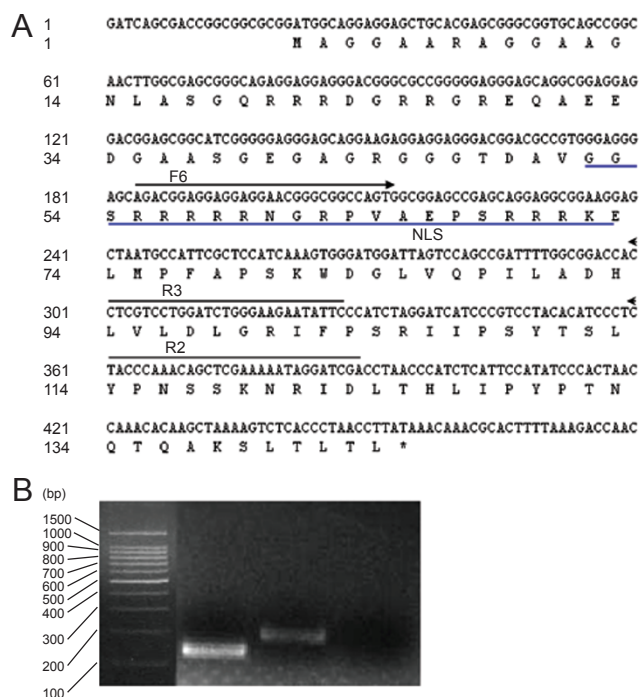 A
1 GATCAGCGACCGGCGGCGCGGATGGCAGGAGGAGCTGCACGAGCGGGCGGTGCAGCCGGC
1 M A G G A A R A G G A A G
61 AACTTGGCGAGCGGGCAGAGGAGGAGGGACGGGCGCCGGGGGAGGGAGCAGGCGGAGGAG
14 N L A S G Q R R R D G R R G R E Q A E E
121 GACGGAGCGGCATCGGGGGAGGGAGCAGGAAGAGGAGGAGGGACGGACGCCGTGGGAGGG
34 D G A A S G E G A G R G G G T D A V G G
F6
181 AGCAGACGGAGGAGGAGGAACGGGCGGCCAGTGGCGGAGCCGAGCAGGAGGCGGAAGGAG
54 S R R R R R N G R P V A E P S R R R K E
NLS
241 CTAATGCCATTCGCTCCATCAAAGTGGGATGGATTAGTCCAGCCGATTTTGGCGGACCAC
74 L M P F A P S K W D G L V Q P I L A D H
R3
301 CTCGTCCTGGATCTGGGAAGAATATTCCCATCTAGGATCATCCCGTCCTACACATCCCTC
94 L V L D L G R I F P S R I I P S Y T S L
R2
361 TACCCAAACAGCTCGAAAAATAGGATCGACCTAACCCATCTCATTCCATATCCCACTAAC
114 Y P N S S K N R I D L T H L I P Y P T N
421 CAAACACAAGCTAAAAGTCTCACCCTAACCTTATAAACAAACGCACTTTTAAAGACCAAC
134 Q T Q A K S L T L T L *
B (bp)
1500
1000
900
800
700
600
500
400
300
200
100